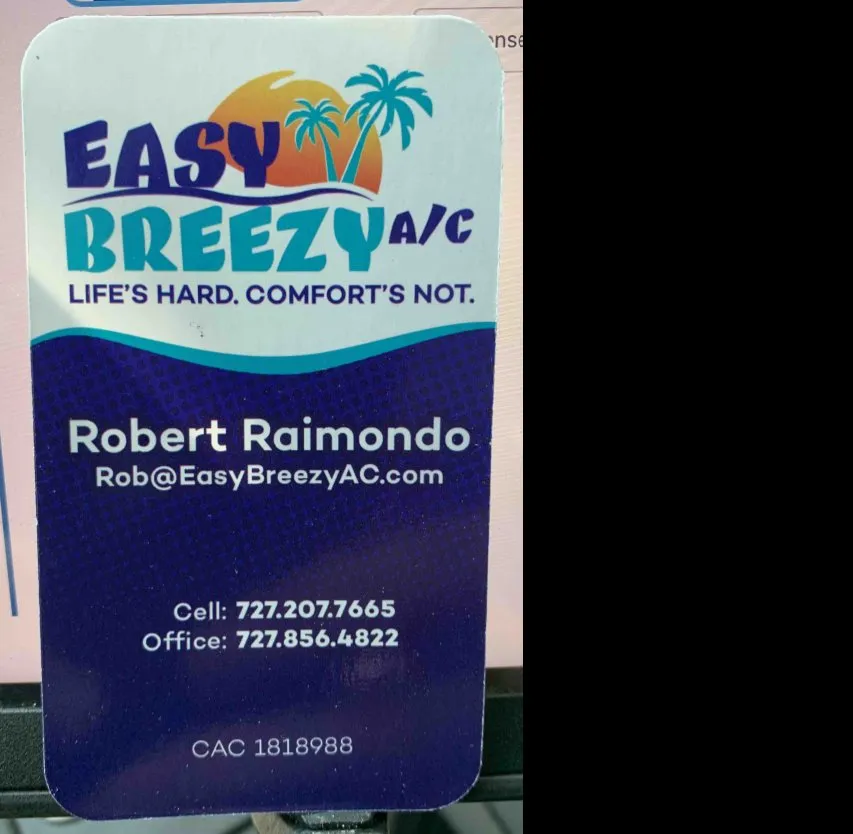 EASY
BREEZY A/C
LIFE'S HARD. COMFORT'S NOT.
Robert Raimondo
Rob@EasyBreezyAC.com
Cell: 727.207.7665
Office: 727.856.4822
CAC 1818988